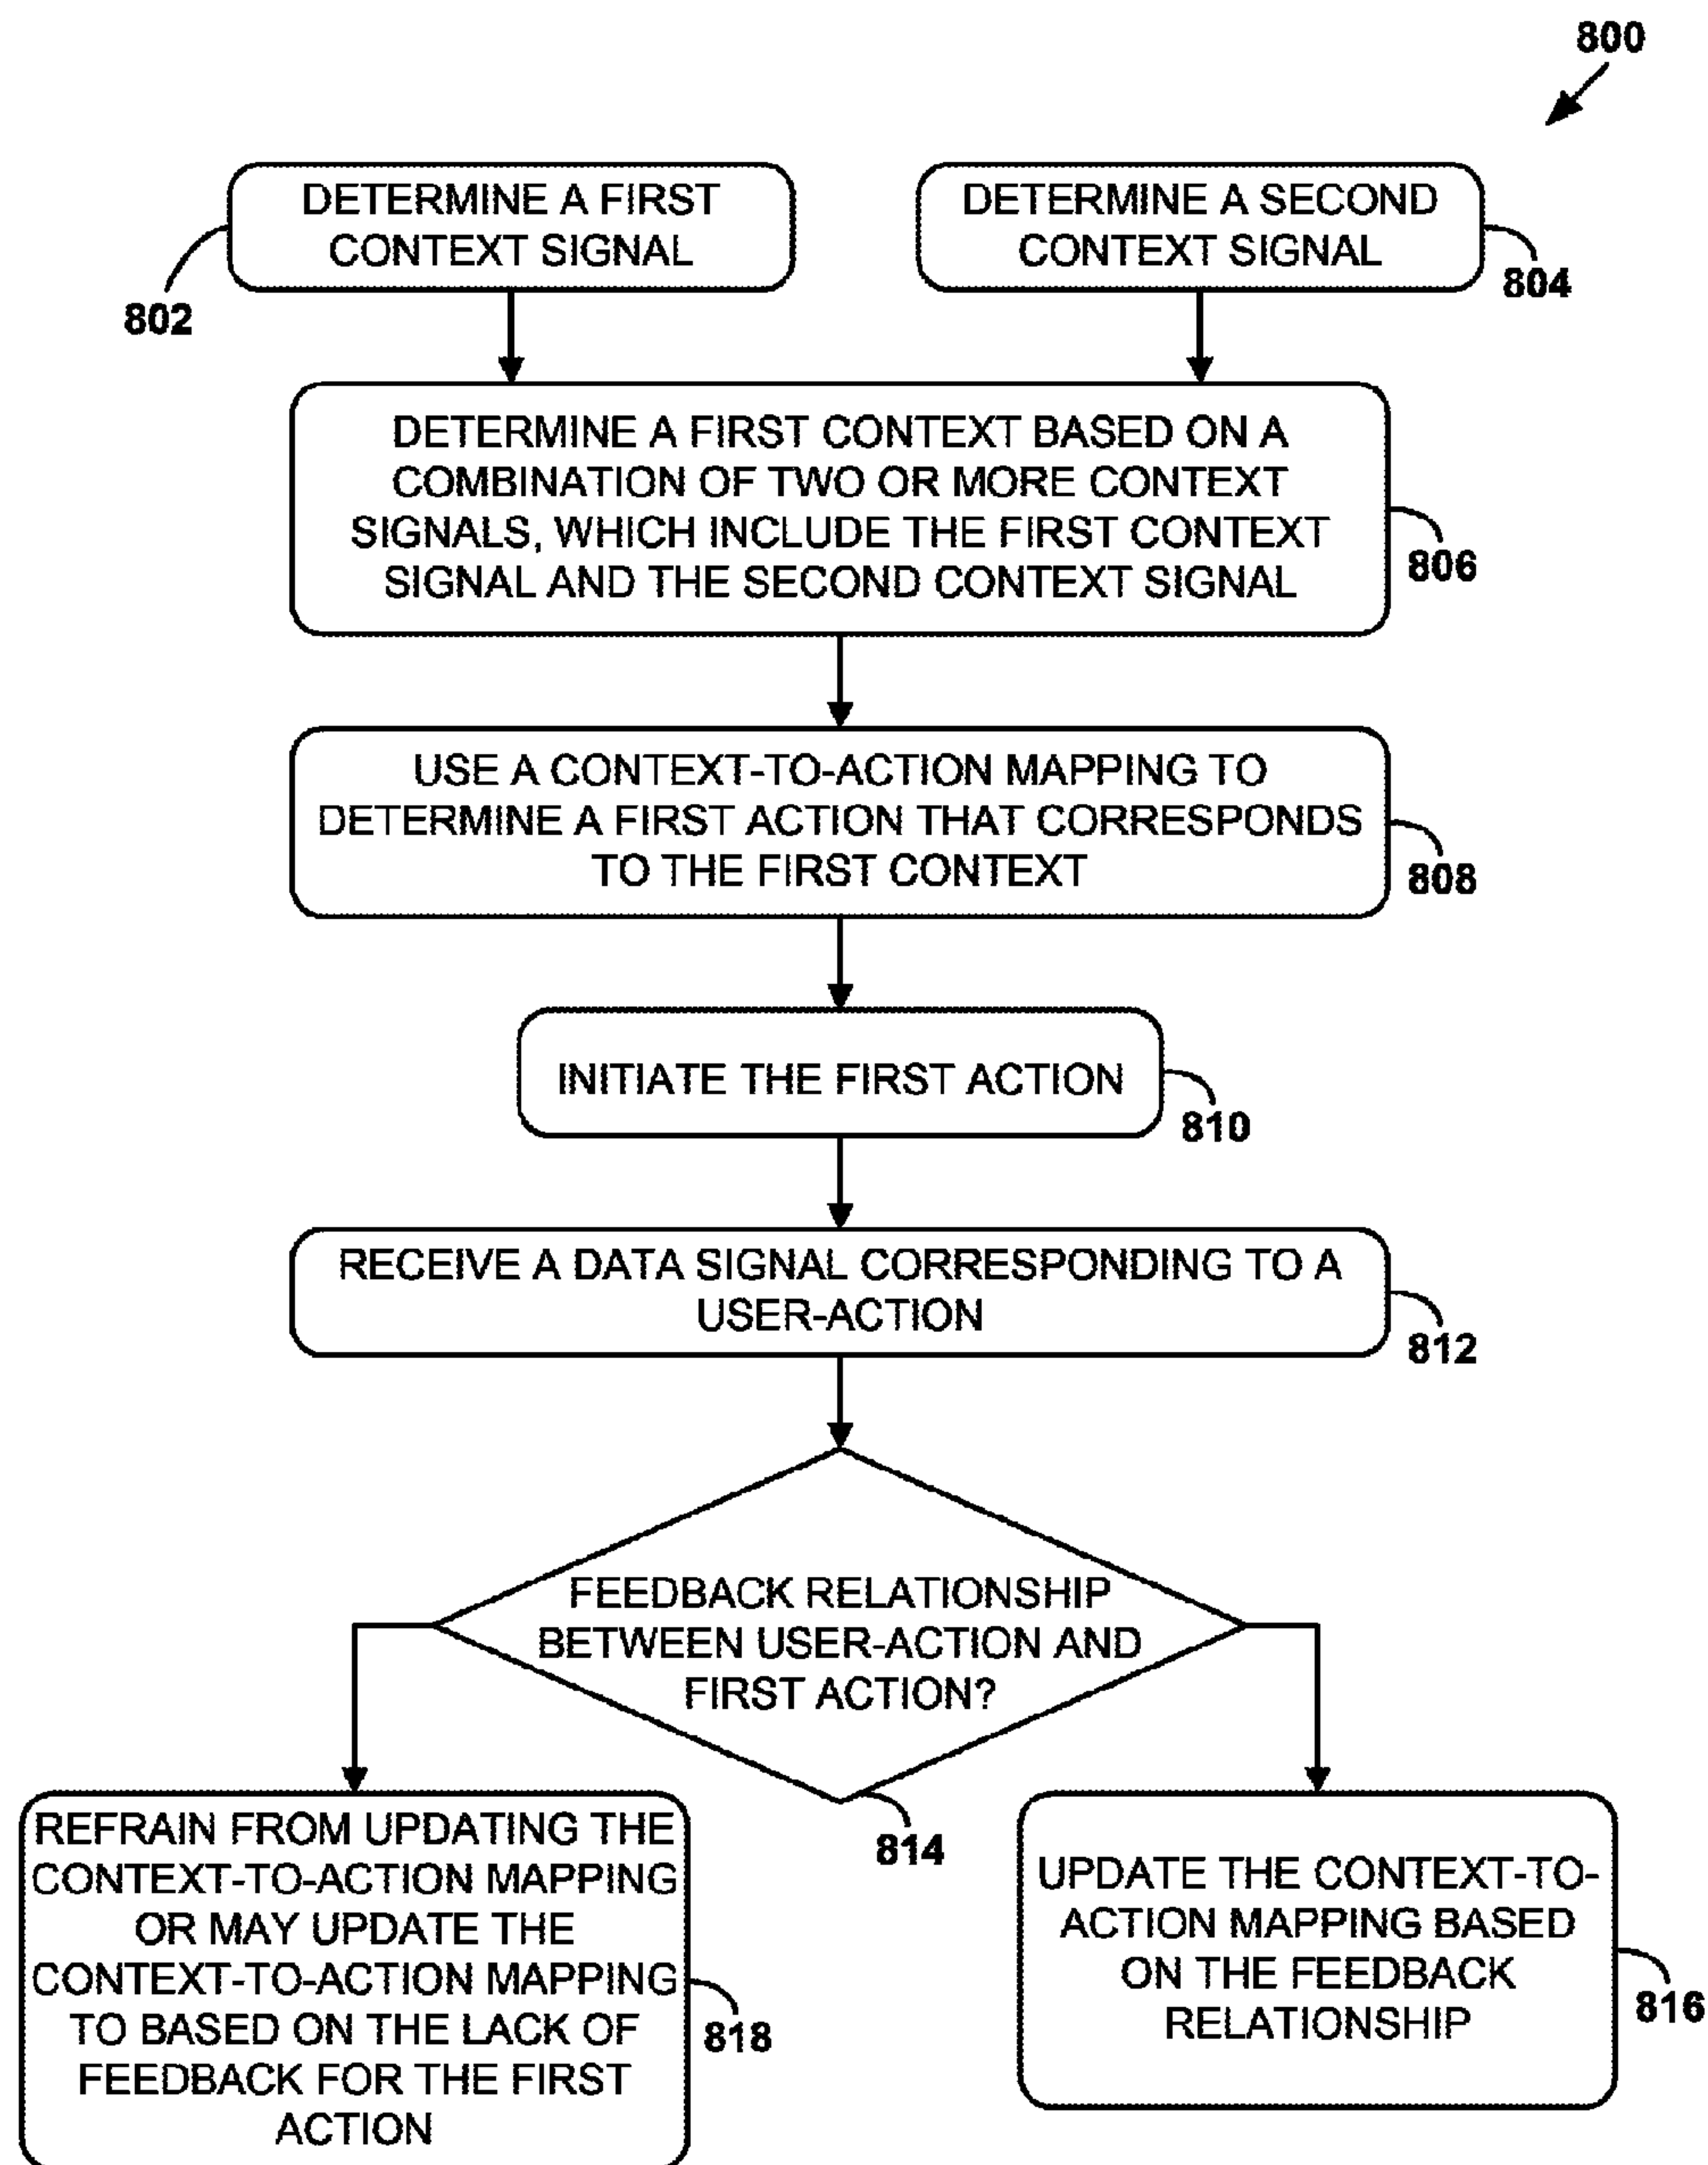 800
DETERMINE A FIRST
CONTEXT SIGNAL
802
DETERMINE A SECOND
CONTEXT SIGNAL
804
DETERMINE A FIRST CONTEXT BASED ON A
COMBINATION OF TWO OR MORE CONTEXT
SIGNALS, WHICH INCLUDE THE FIRST CONTEXT
SIGNAL AND THE SECOND CONTEXT SIGNAL
806
USE A CONTEXT-TO-ACTION MAPPING TO
DETERMINE A FIRST ACTION THAT CORRESPONDS
TO THE FIRST CONTEXT
808
INITIATE THE FIRST ACTION
810
RECEIVE A DATA SIGNAL CORRESPONDING TO A
USER-ACTION
812
FEEDBACK RELATIONSHIP
BETWEEN USER-ACTION AND
FIRST ACTION?
814
REFRAIN FROM UPDATING THE
CONTEXT-TO-ACTION MAPPING
OR MAY UPDATE THE
CONTEXT-TO-ACTION MAPPING
TO BASED ON THE LACK OF
FEEDBACK FOR THE FIRST
ACTION
818
UPDATE THE CONTEXT-TO-
ACTION MAPPING BASED
ON THE FEEDBACK
RELATIONSHIP
816